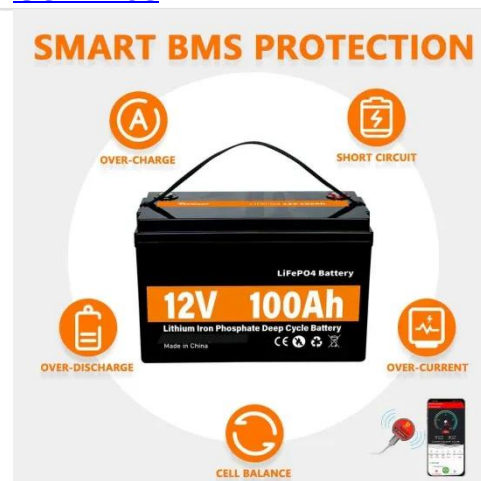 SMART BMS PROTECTION
OVER-CHARGE
SHORT CIRCUIT
LiFePO4 Battery
12V 100Ah
Lithium Iron Phosphate Deep Cycle Battery
Made in China
CE
OVER-DISCHARGE
OVER-CURRENT
CELL BALANCE